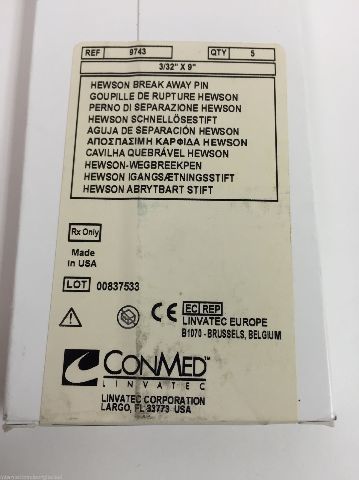 REF 9743 QTY 5
3/32" X 9"
HEWSON BREAK AWAY PIN
GOUPILLE DE RUPTURE HEWSON
PERNO DI SEPARAZIONE HEWSON
HEWSON SCHNELLÖSESTIFT
AGUJA DE SEPARACIÓN HEWSON
ΑΠΟΣΠΑΣΙΜΗ ΚΑΡΦΙΔΑ HEWSON
CAVILHA QUEBRÁVEL HEWSON
HEWSON-WEGBREEKPEN
HEWSON IGANGSÆTNINGSSTIFT
HEWSON ABRYTBART STIFT
Rx Only
Made
in USA
LOT 00837533
CE EC REP
LINVATEC EUROPE
B1070 - BRUSSELS, BELGIUM
CONMED™
LINVATEC
LINVATEC CORPORATION
LARGO, FL 33773 USA